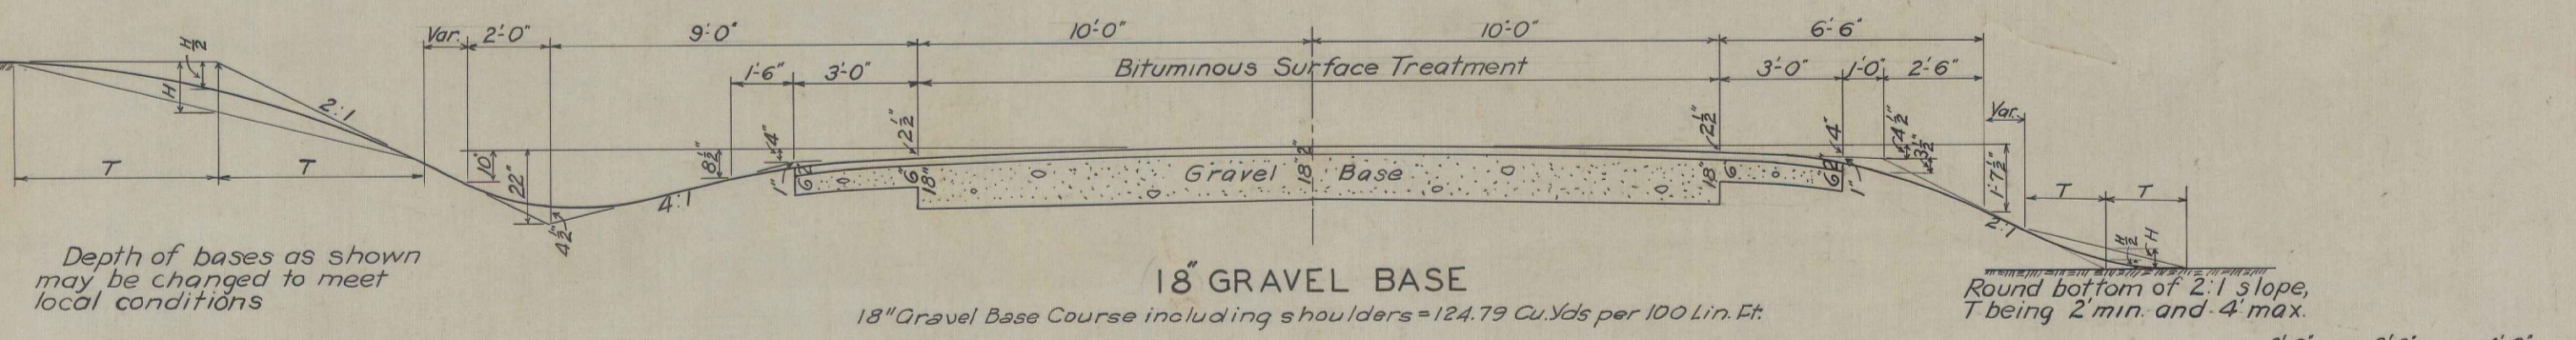 Var. 2'-0" 9'-0" 10'-0" 10'-0" 6'-6"
H/2
H
2:1
1'-6" 3'-0" Bituminous Surface Treatment 3'-0" 1'-0" 2'-6"
Var.
T T
10" 22" 4½" 4:1 8½" 4" 1" 6" 2" 2½" 6" 18"
Gravel 18" 2" Base
2½" 18" 6" 4" 6" 2" 1" 4½" 3½" 1'-7½"
2:1
T T
H/2 H
Depth of bases as shown
may be changed to meet
local conditions
18" GRAVEL BASE
18" Gravel Base Course including shoulders = 124.79 Cu.Yds per 100 Lin. Ft.
Round bottom of 2:1 slope,
T being 2' min. and 4' max.